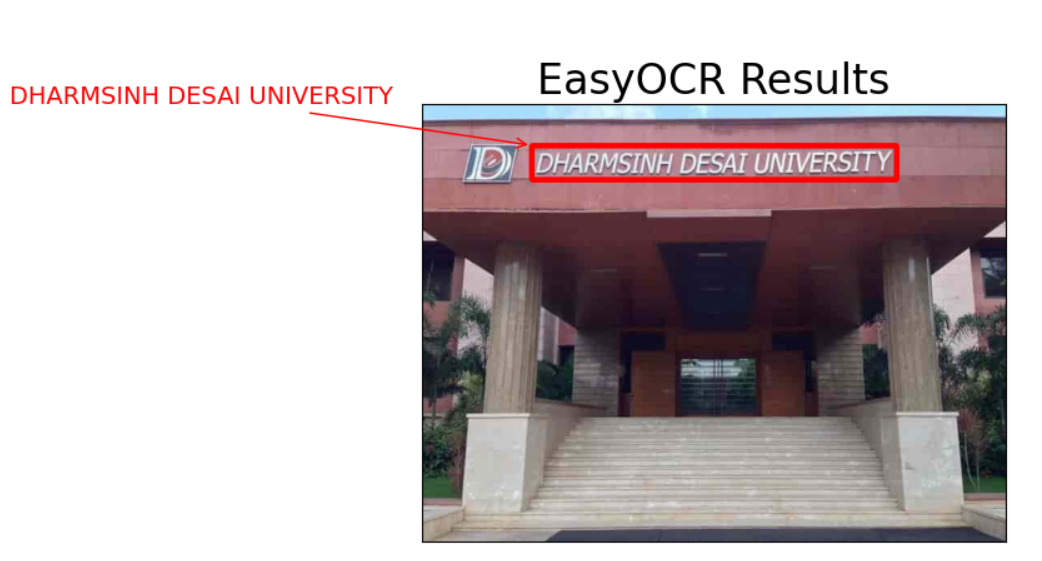 EasyOCR Results
DHARMSINH DESAI UNIVERSITY
D DHARMSINH DESAI UNIVERSITY